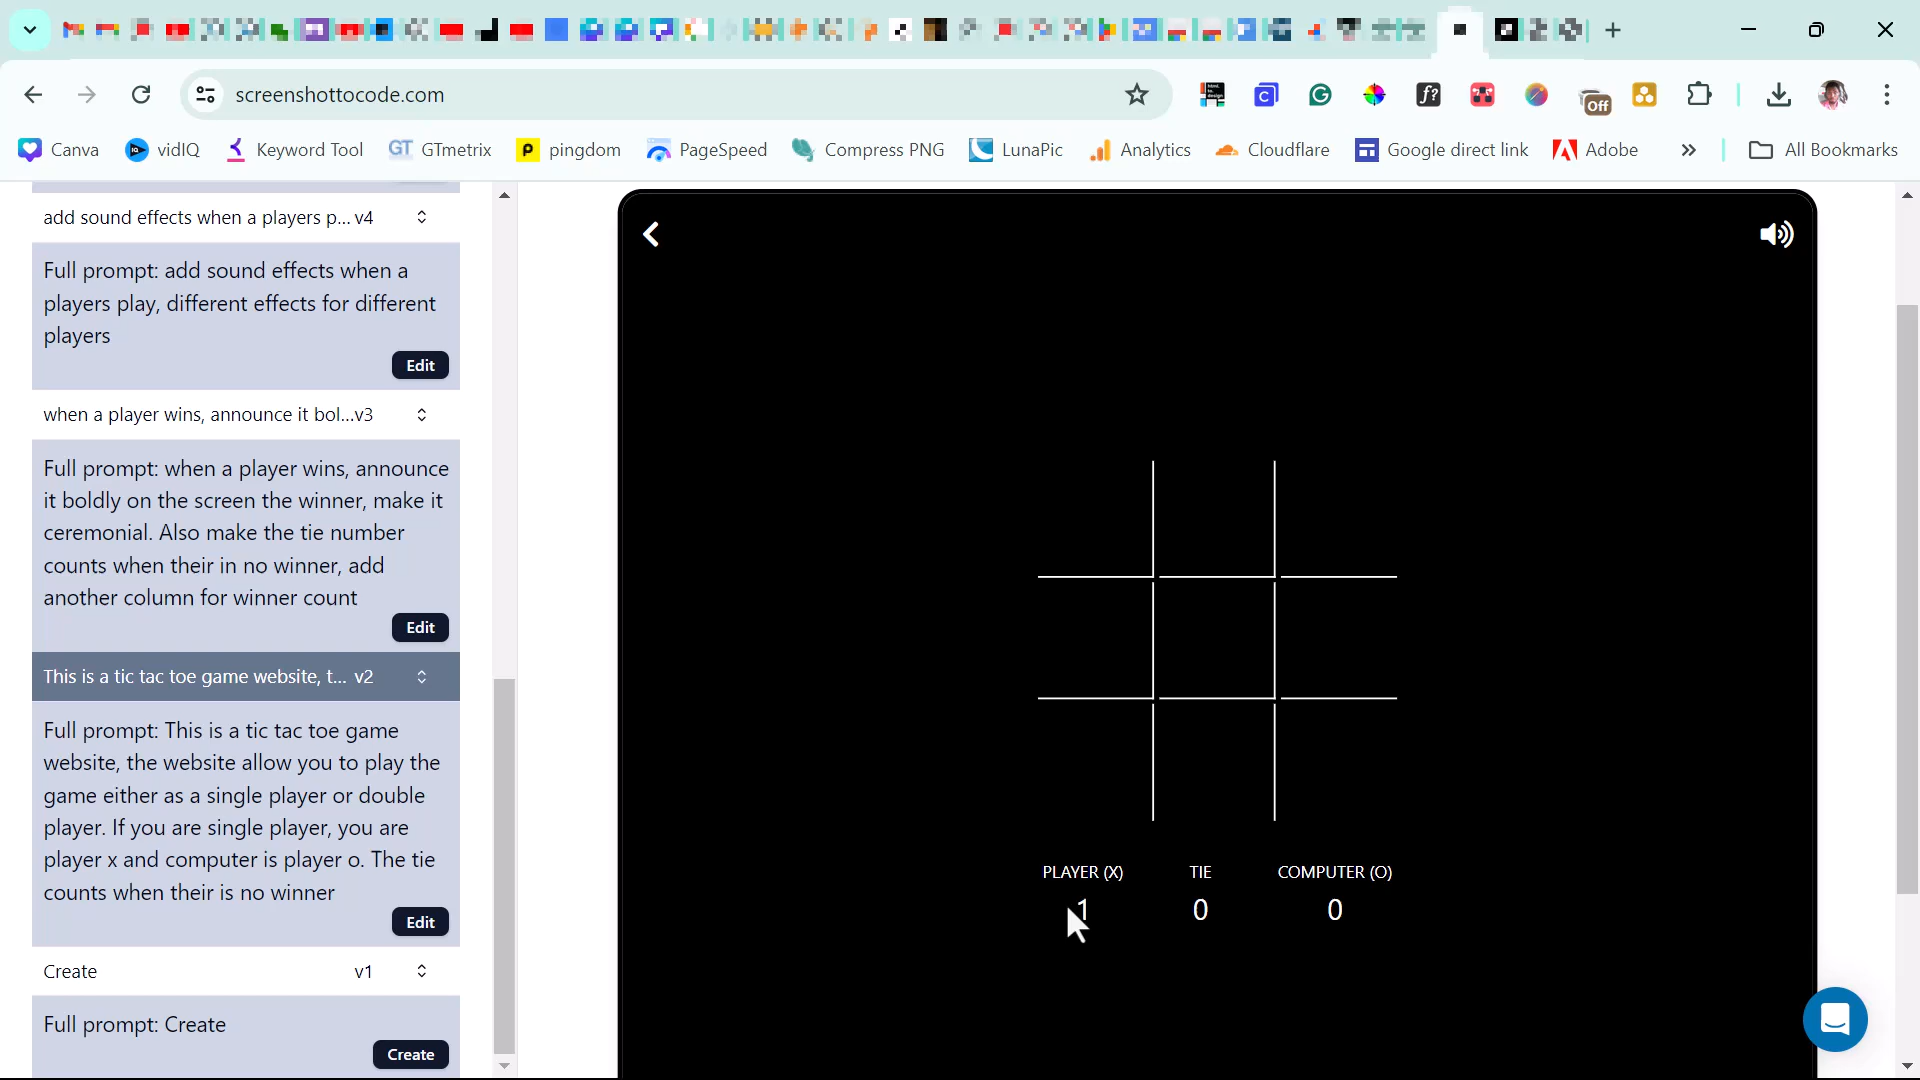 screenshottocode.com
Off
Canva
vidIQ
Keyword Tool
GT GTmetrix
pingdom
PageSpeed
Compress PNG
LunaPic
Analytics
Cloudflare
Google direct link
Adobe
All Bookmarks
add sound effects when a players p... v4
Full prompt: add sound effects when a
players play, different effects for different
players
Edit
when a player wins, announce it bol...v3
Full prompt: when a player wins, announce
it boldly on the screen the winner, make it
ceremonial. Also make the tie number
counts when their in no winner, add
another column for winner count
Edit
This is a tic tac toe game website, t... v2
Full prompt: This is a tic tac toe game
website, the website allow you to play the
game either as a single player or double
player. If you are single player, you are
player x and computer is player o. The tie
counts when their is no winner
Edit
Create v1
Full prompt: Create
Create
PLAYER (X) TIE COMPUTER (O)
1 0 0